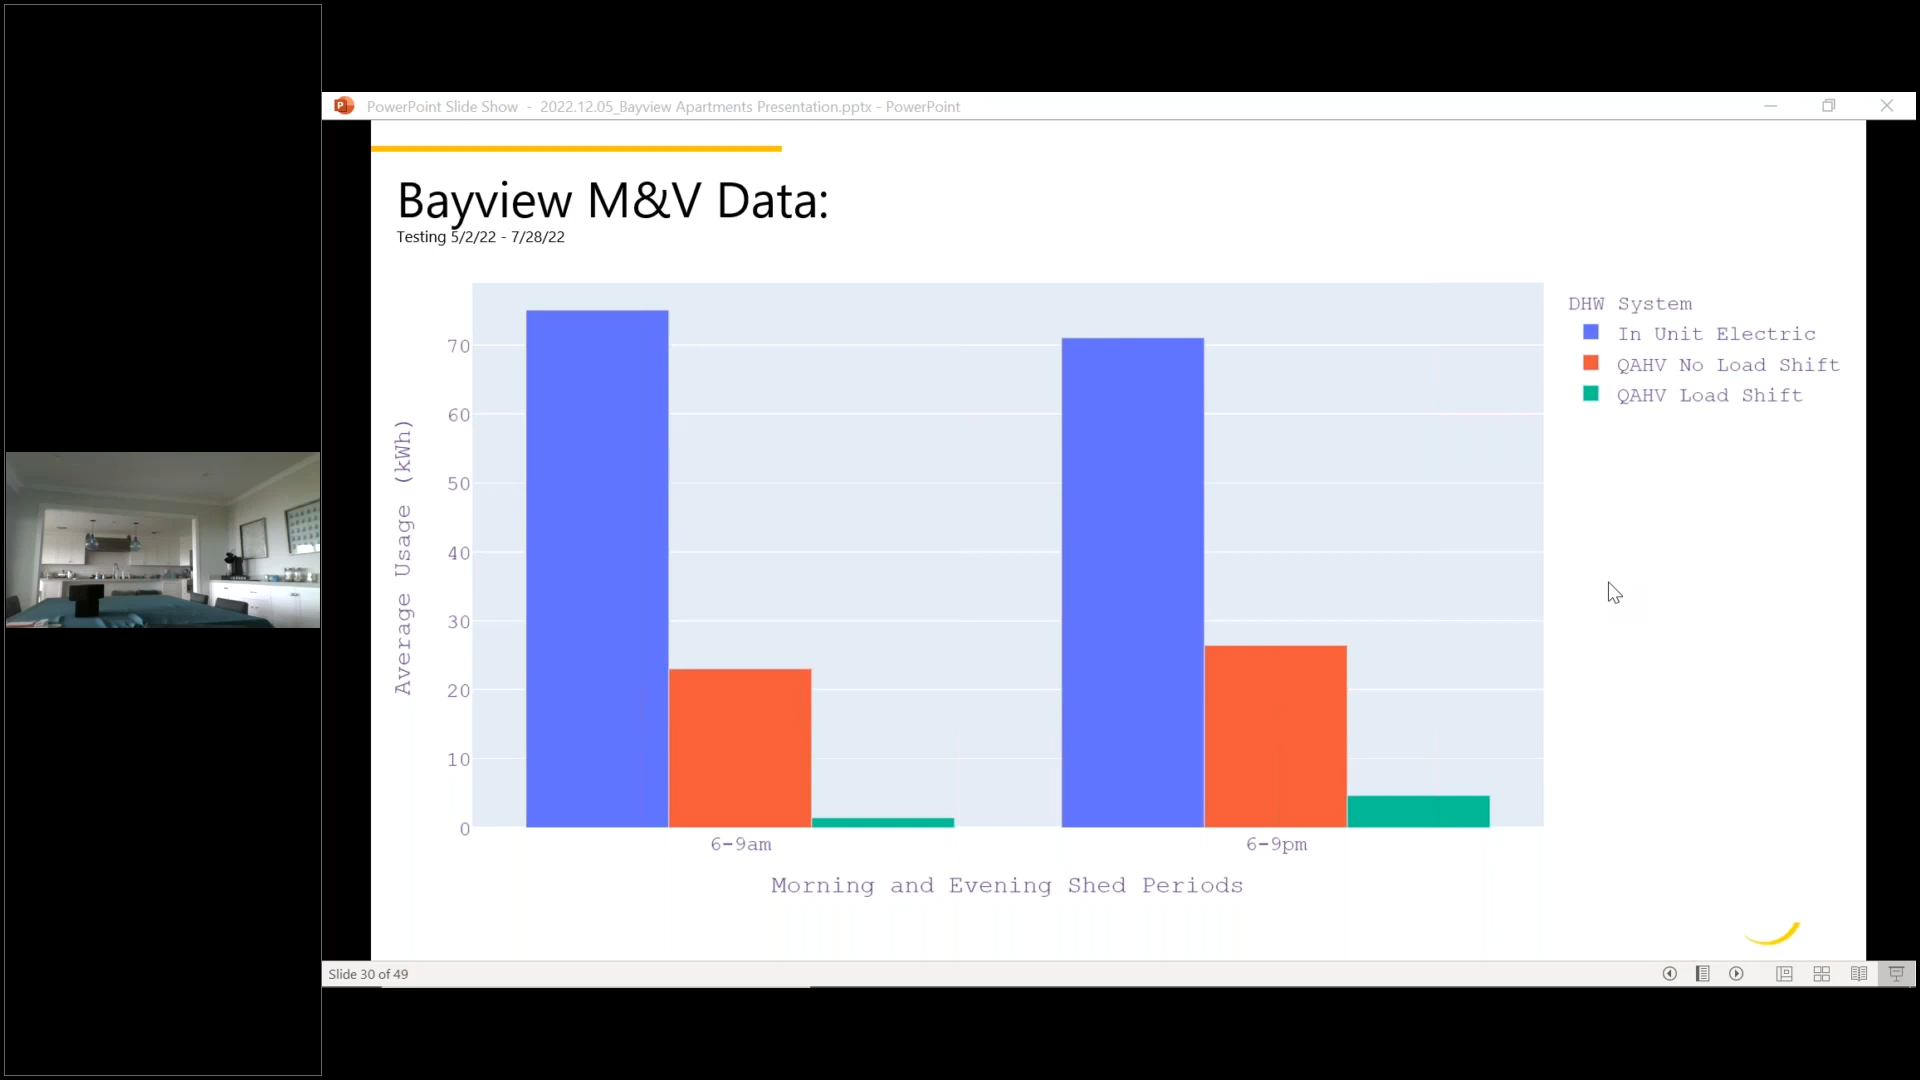 PowerPoint Slide Show - 2022.12.05_Bayview Apartments Presentation.pptx - PowerPoint
Bayview M&V Data:
Testing 5/2/22 - 7/28/22
DHW System
In Unit Electric
QAHV No Load Shift
QAHV Load Shift
Average Usage (kWh)
70
60
50
40
30
20
10
0
6-9am
6-9pm
Morning and Evening Shed Periods
Slide 30 of 49